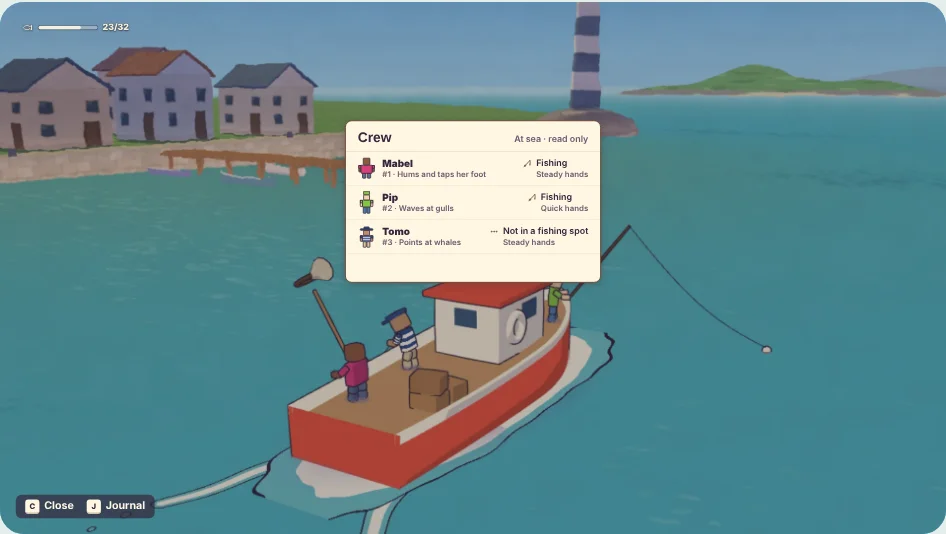 23/32
Crew
At sea · read only
Mabel
Fishing
#1 · Hums and taps her foot
Steady hands
Pip
Fishing
#2 · Waves at gulls
Quick hands
Tomo
Not in a fishing spot
#3 · Points at whales
Steady hands
C Close J Journal